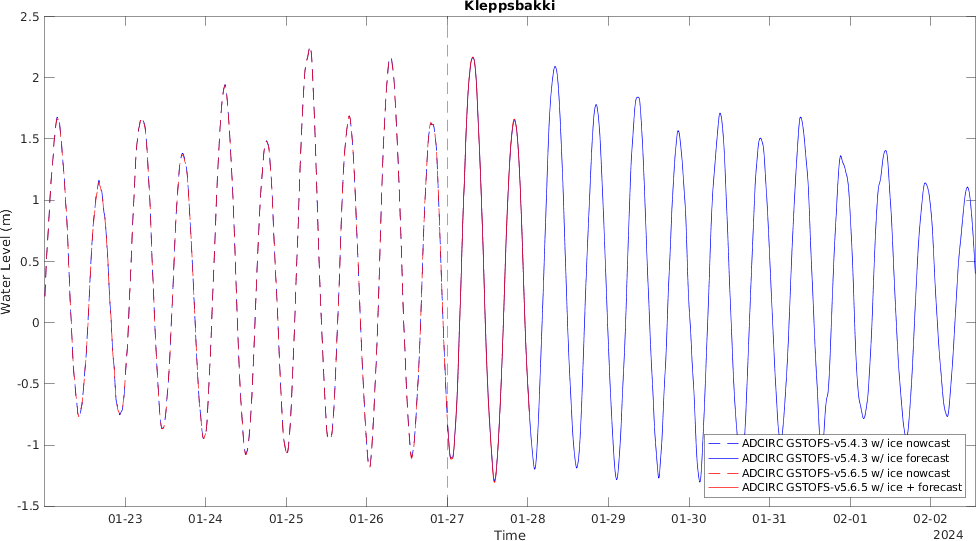 Kleppsbakki
2.5
2
1.5
1
0.5
0
-0.5
-1
-1.5
Water Level (m)
ADCIRC GSTOFS-v5.4.3 w/ ice nowcast
ADCIRC GSTOFS-v5.4.3 w/ ice forecast
ADCIRC GSTOFS-v5.6.5 w/ ice nowcast
ADCIRC GSTOFS-v5.6.5 w/ ice + forecast
01-23 01-24 01-25 01-26 01-27 01-28 01-29 01-30 01-31 02-01 02-02
Time
2024